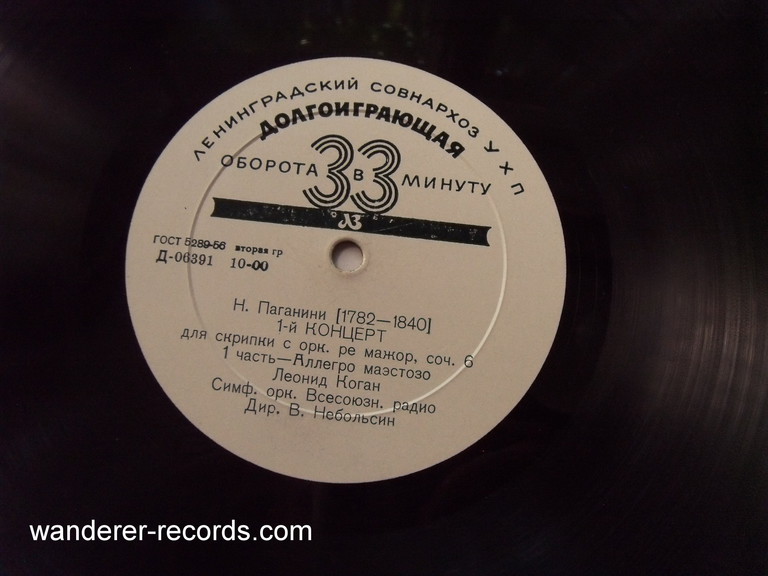 ЛЕНИНГРАДСКИЙ СОВНАРХОЗ УХП
ДОЛГОИГРАЮЩАЯ
ОБОРОТА 33 В МИНУТУ
ЛЗ
ГОСТ 5289-56 вторая гр
Д-06391 10-00
Н. Паганини [1782—1840]
1-й КОНЦЕРТ
для скрипки с орк. ре мажор, соч. 6
1 часть—Аллегро маэстозо
Леонид Коган
Симф. орк. Всесоюзн. радио
Дир. В. Небольсин
wanderer-records.com